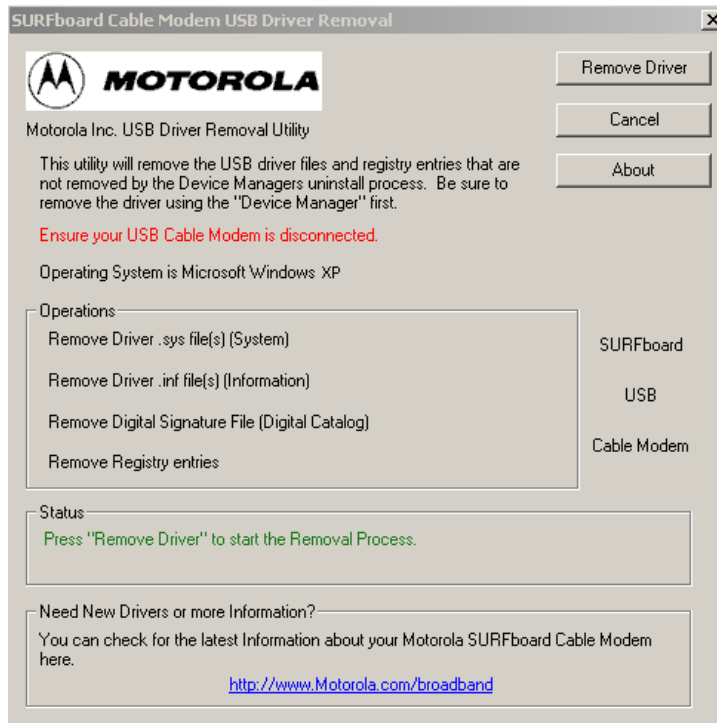 SURFboard Cable Modem USB Driver Removal
MOTOROLA
Remove Driver
Cancel
About
Motorola Inc. USB Driver Removal Utility
This utility will remove the USB driver files and registry entries that are
not removed by the Device Managers uninstall process. Be sure to
remove the driver using the "Device Manager" first.
Ensure your USB Cable Modem is disconnected.
Operating System is Microsoft Windows XP
Operations
Remove Driver .sys file(s) (System)
Remove Driver .inf file(s) (Information)
Remove Digital Signature File (Digital Catalog)
Remove Registry entries
SURFboard
USB
Cable Modem
Status
Press "Remove Driver" to start the Removal Process.
Need New Drivers or more Information?
You can check for the latest Information about your Motorola SURFboard Cable Modem
here.
http://www.Motorola.com/broadband